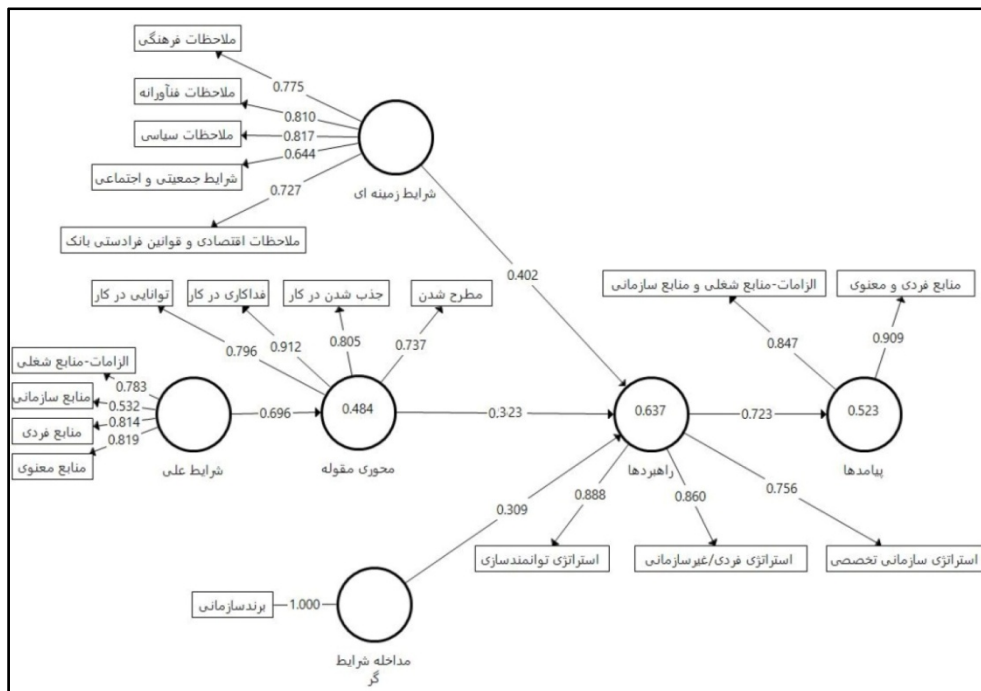 ملاحظات فرهنگی
0.775
ملاحظات فنآورانه
0.810
ملاحظات سیاسی
0.817
0.644
شرایط جمعیتی و اجتماعی
0.727
شرایط زمینه ای
ملاحظات اقتصادی و قوانین فرادستی بانک
0.402
منابع فردی و معنوی
الزامات-منابع شغلی و منابع سازمانی
مطرح شدن
جذب شدن در کار
فداکاری در کار
توانایی در کار
0.909
0.847
0.737
0.805
0.912
0.796
الزامات-منابع شغلی
0.783
منابع سازمانی
0.532
منابع فردی
0.814
0.819
منابع معنوی
0.696
0.484
0.323
0.637
0.723
0.523
شرایط علی
محوری مقوله
راهبردها
پیامدها
0.309
0.888
0.860
0.756
استراتژی سازمانی تخصصی
استراتژی فردی/غیرسازمانی
استراتژی توانمندسازی
برندسازمانی
1.000
مداخله شرایط
گر